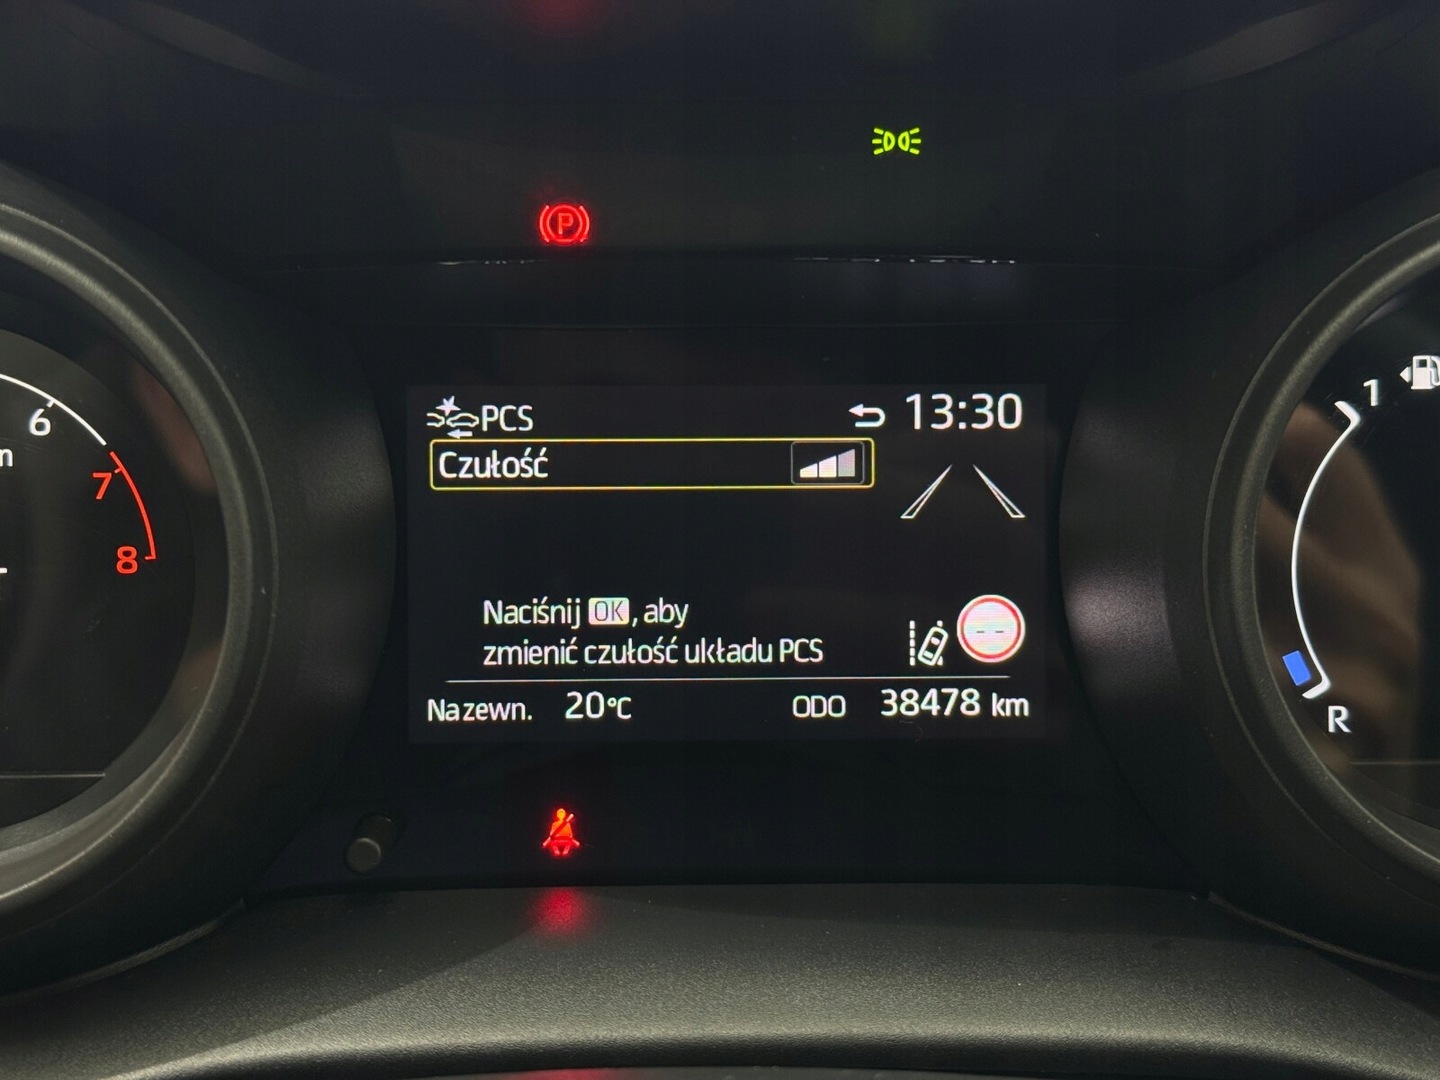 P
6
7
8
PCS
13:30
Czułość
Naciśnij OK, aby
zmienić czułość układu PCS
--
Na zewn. 20°C ODO 38478 km
1
R